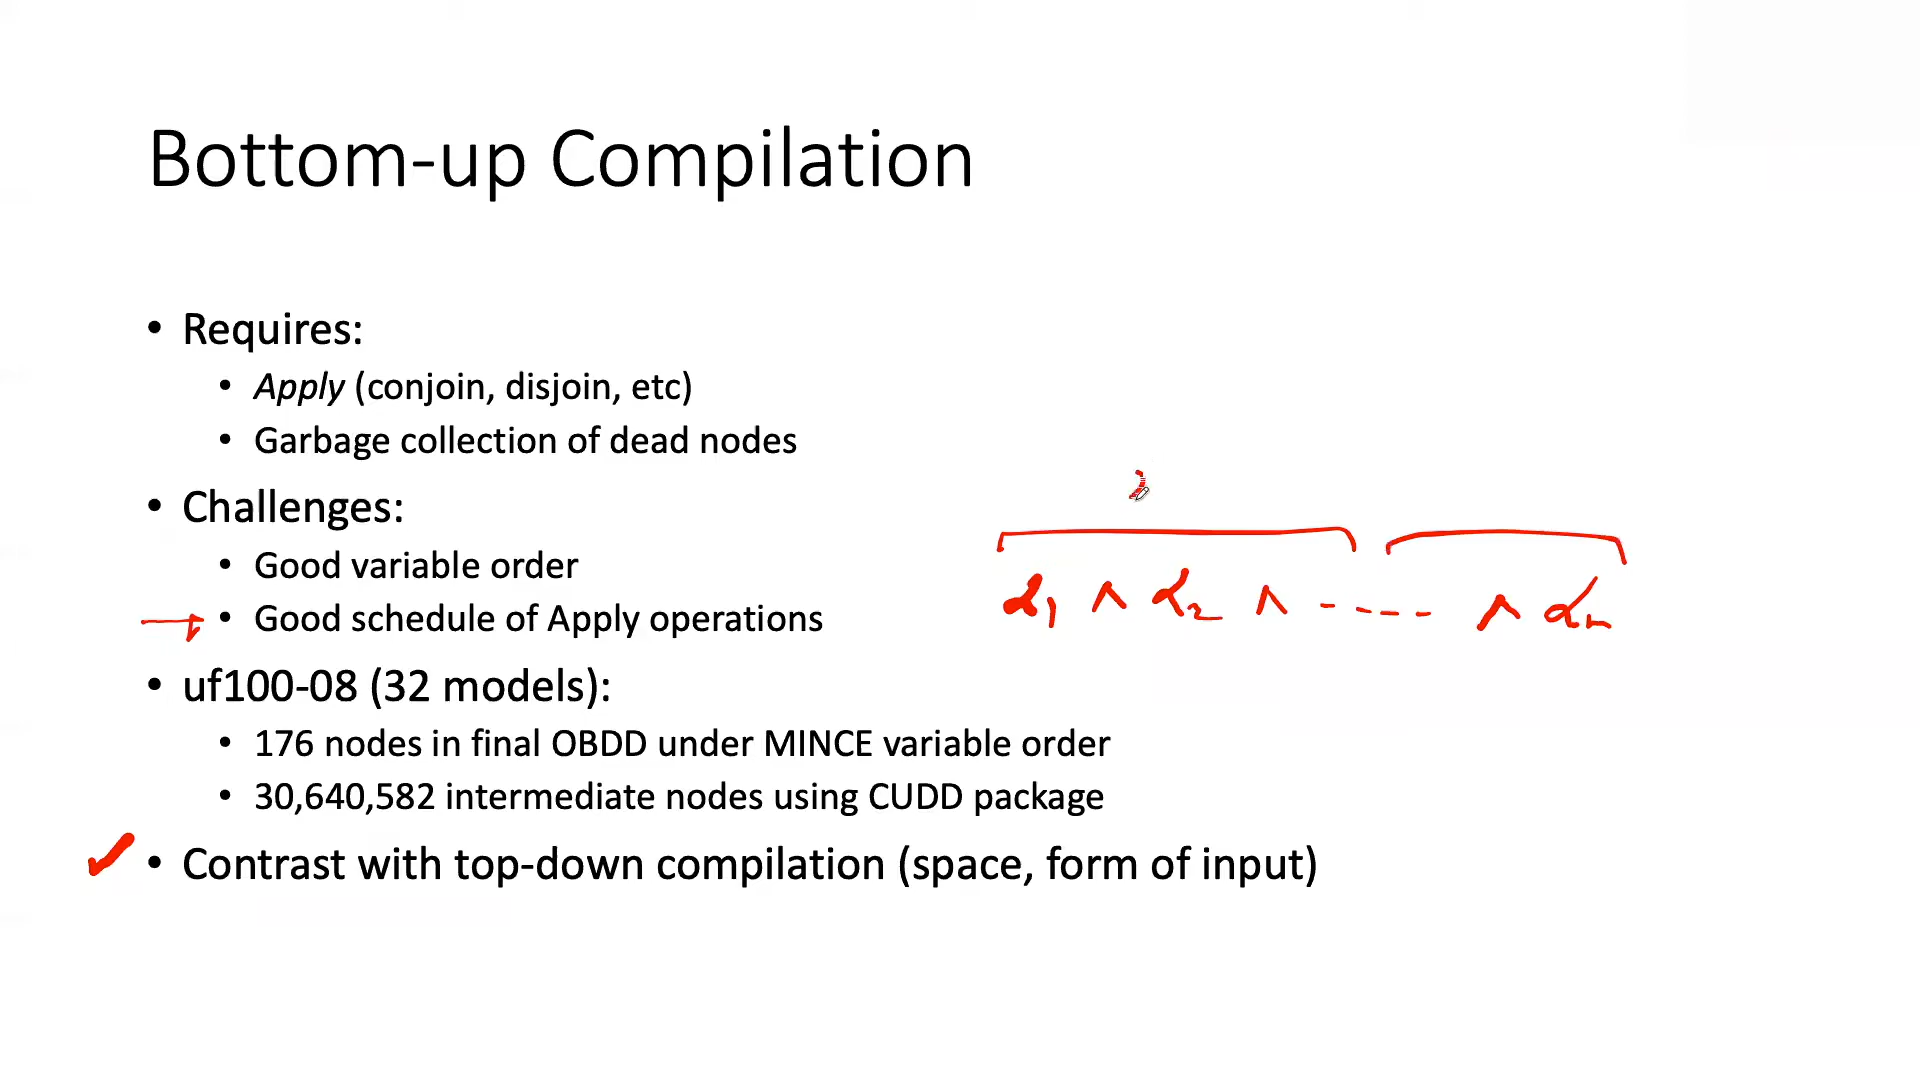 Bottom-up Compilation
• Requires:
• Apply (conjoin, disjoin, etc)
• Garbage collection of dead nodes
• Challenges:
• Good variable order
• Good schedule of Apply operations
α₁ ∧ α₂ ∧ ----- ∧ αₙ
• uf100-08 (32 models):
• 176 nodes in final OBDD under MINCE variable order
• 30,640,582 intermediate nodes using CUDD package
• Contrast with top-down compilation (space, form of input)